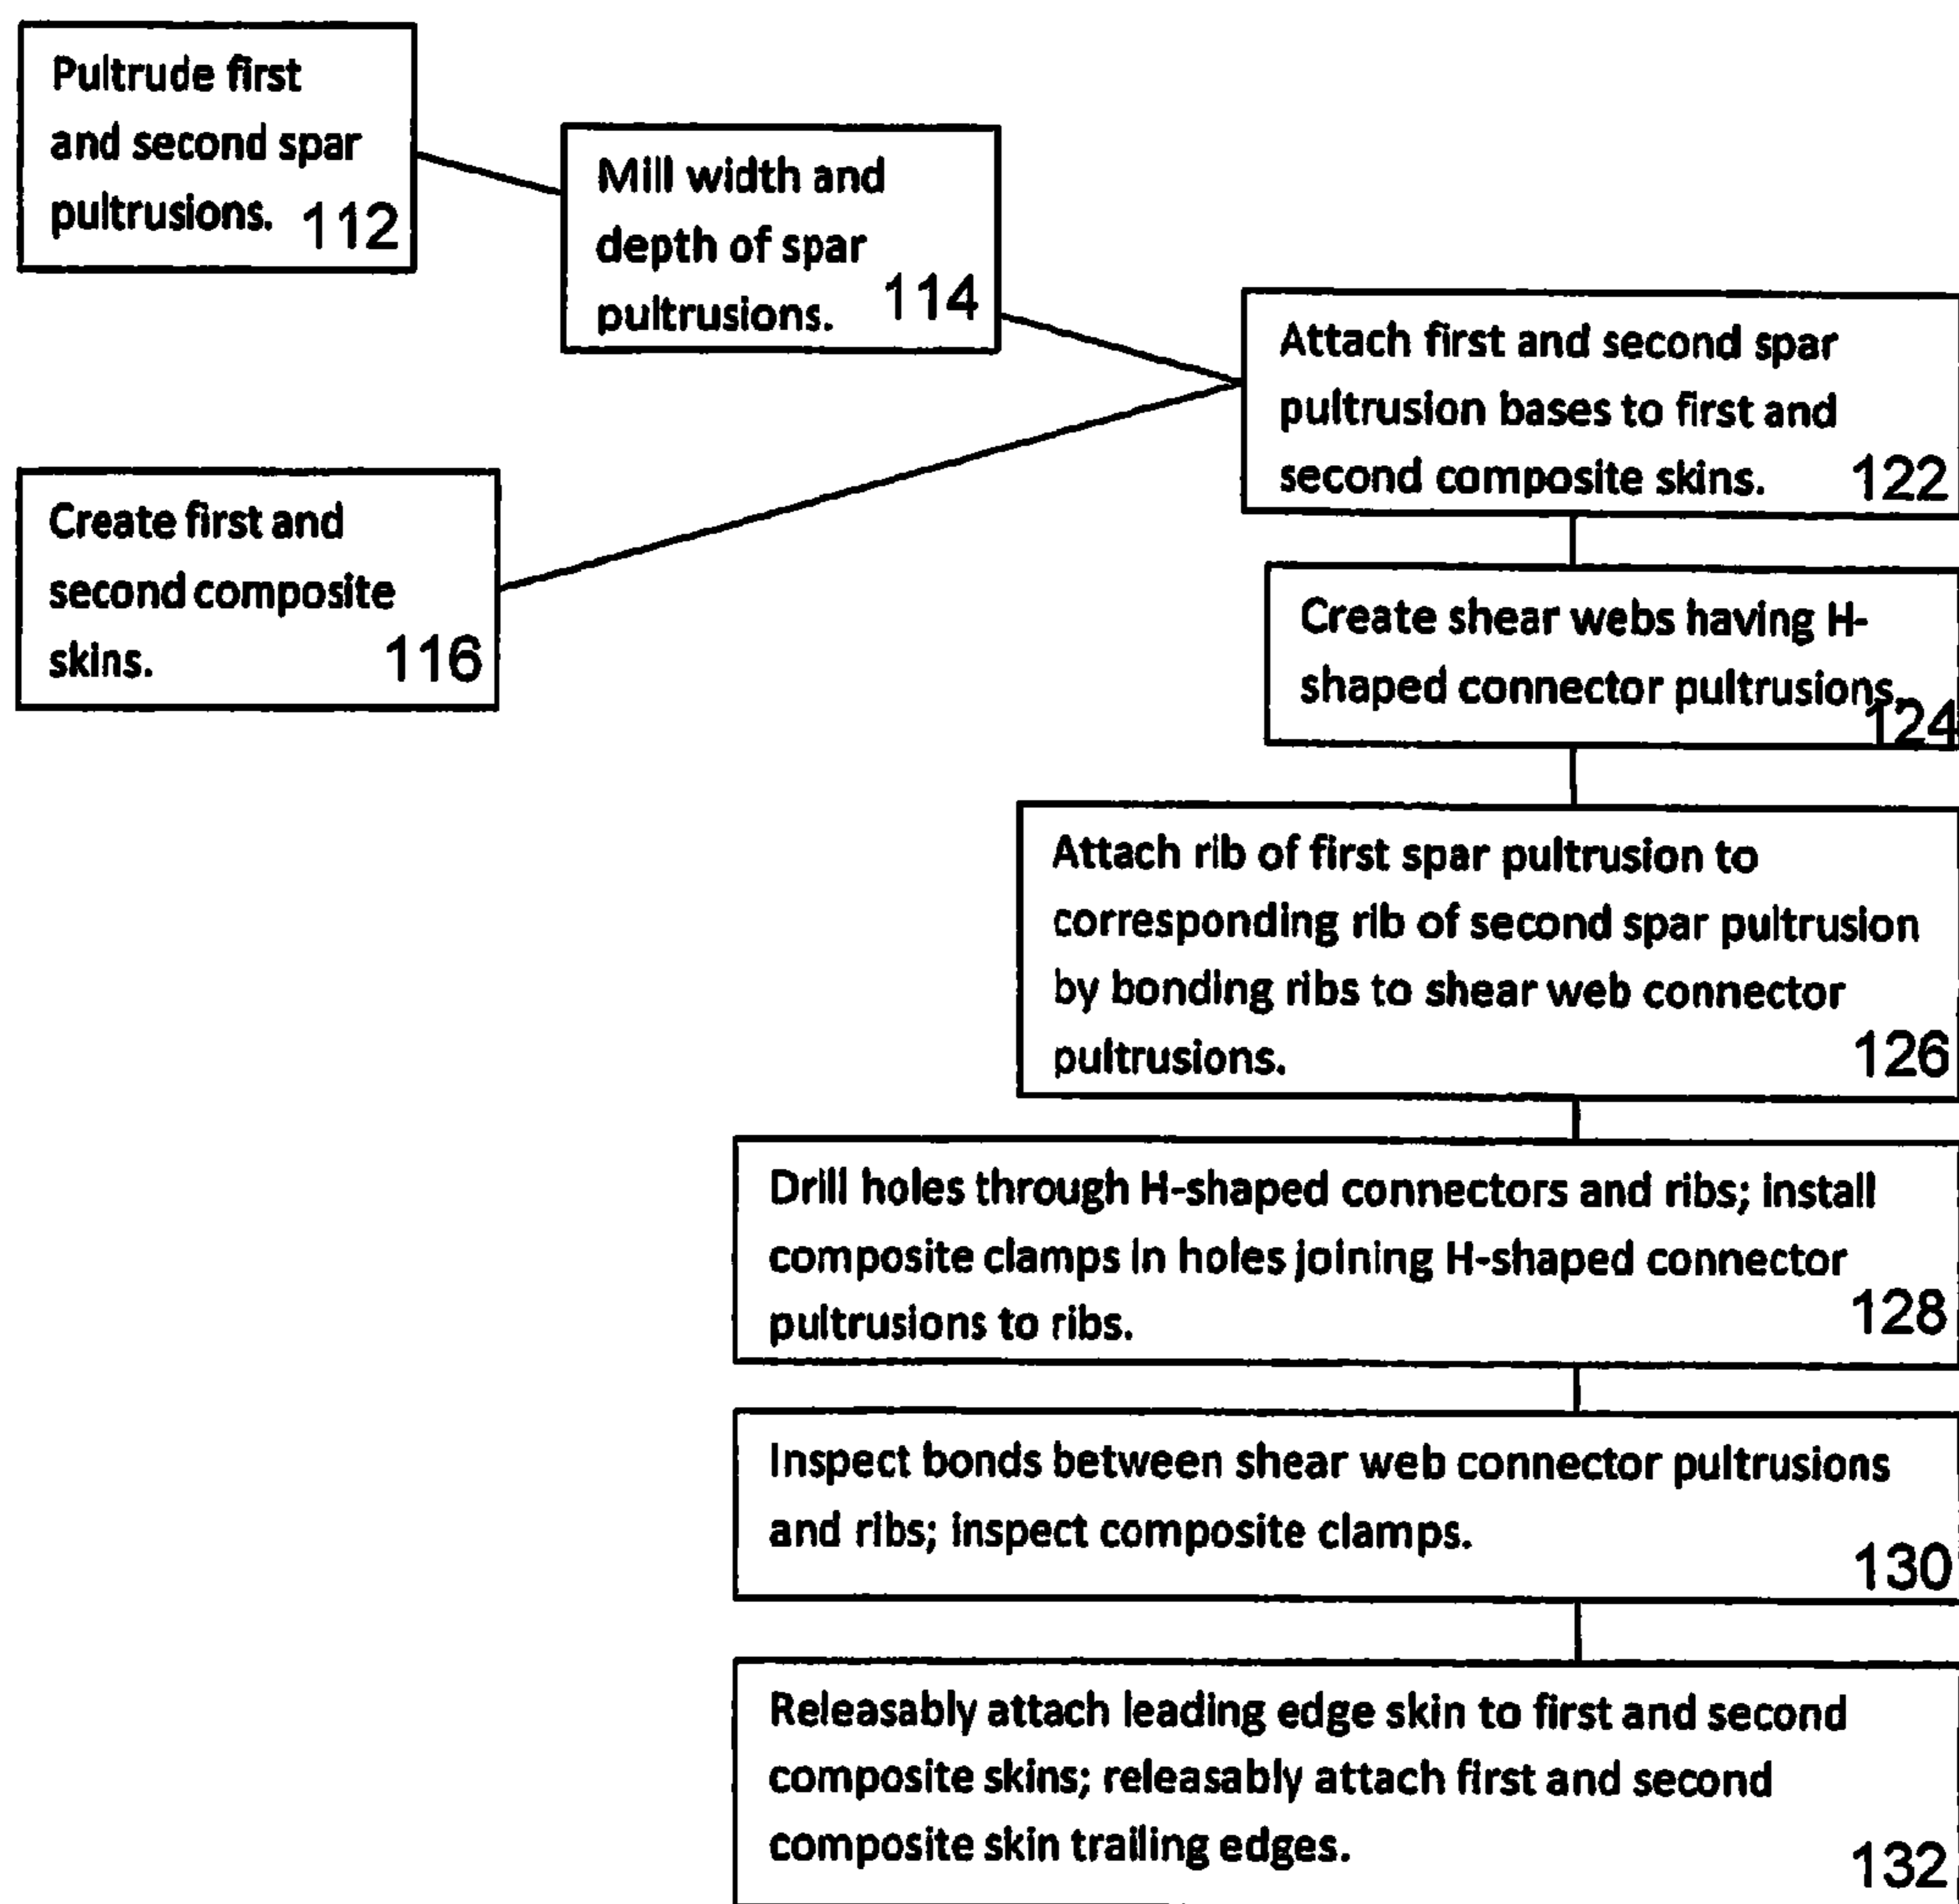 Pultrude first
and second spar
pultrusions. 112
Mill width and
depth of spar
pultrusions. 114
Attach first and second spar
pultrusion bases to first and
second composite skins. 122
Create first and
second composite
skins. 116
Create shear webs having H-
shaped connector pultrusions.
124
Attach rib of first spar pultrusion to
corresponding rib of second spar pultrusion
by bonding ribs to shear web connector
pultrusions. 126
Drill holes through H-shaped connectors and ribs; install
composite clamps in holes joining H-shaped connector
pultrusions to ribs. 128
Inspect bonds between shear web connector pultrusions
and ribs; inspect composite clamps.
130
Releasably attach leading edge skin to first and second
composite skins; releasably attach first and second
composite skin trailing edges. 132